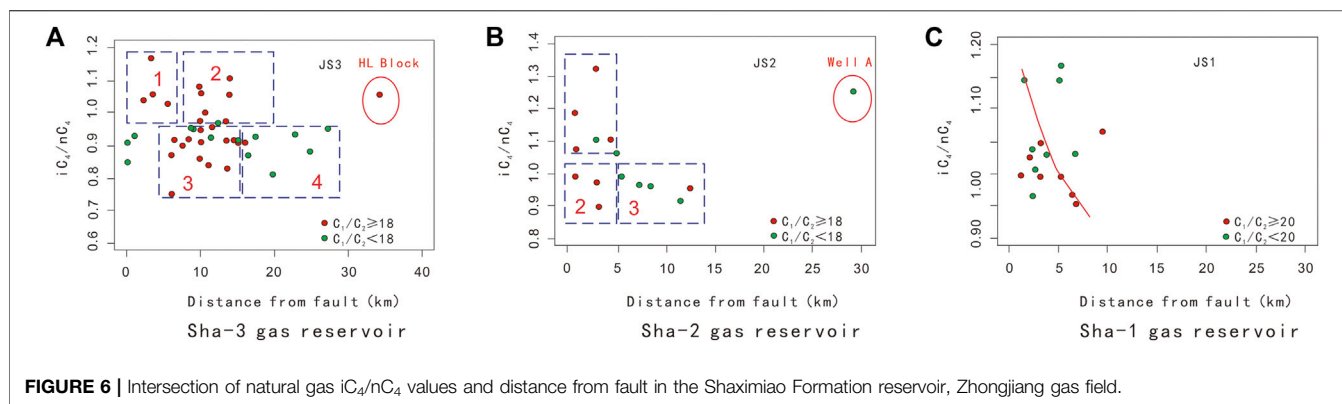 A
iC₄/nC₄
1.2
1.1
1.0
0.9
0.8
0.7
0.6
JS3
HL Block
1
2
3
4
C₁/C₂≥18
C₁/C₂<18
0 10 20 30 40
Distance from fault (km)
Sha-3 gas reservoir
B
iC₄/nC₄
1.4
1.3
1.2
1.1
1.0
0.9
0.8
JS2
Well A
2
3
C₁/C₂≥18
C₁/C₂<18
0 5 10 15 20 25 30
Distance from fault (km)
Sha-2 gas reservoir
C
iC₄/nC₄
1.20
1.10
1.00
0.90
JS1
C₁/C₂≥20
C₁/C₂<20
0 5 10 15 20 25 30
Distance from fault (km)
Sha-1 gas reservoir
FIGURE 6 | Intersection of natural gas iC₄/nC₄ values and distance from fault in the Shaximiao Formation reservoir, Zhongjiang gas field.